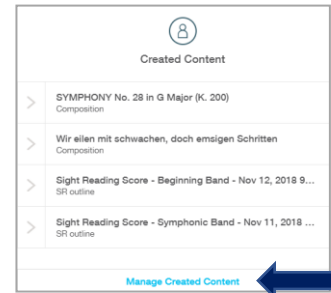 Created Content
SYMPHONY No. 28 in G Major (K. 200)
Composition
Wir eilen mit schwachen, doch emsigen Schritten
Composition
Sight Reading Score - Beginning Band - Nov 12, 2018 9...
SR outline
Sight Reading Score - Symphonic Band - Nov 11, 2018 ...
SR outline
Manage Created Content